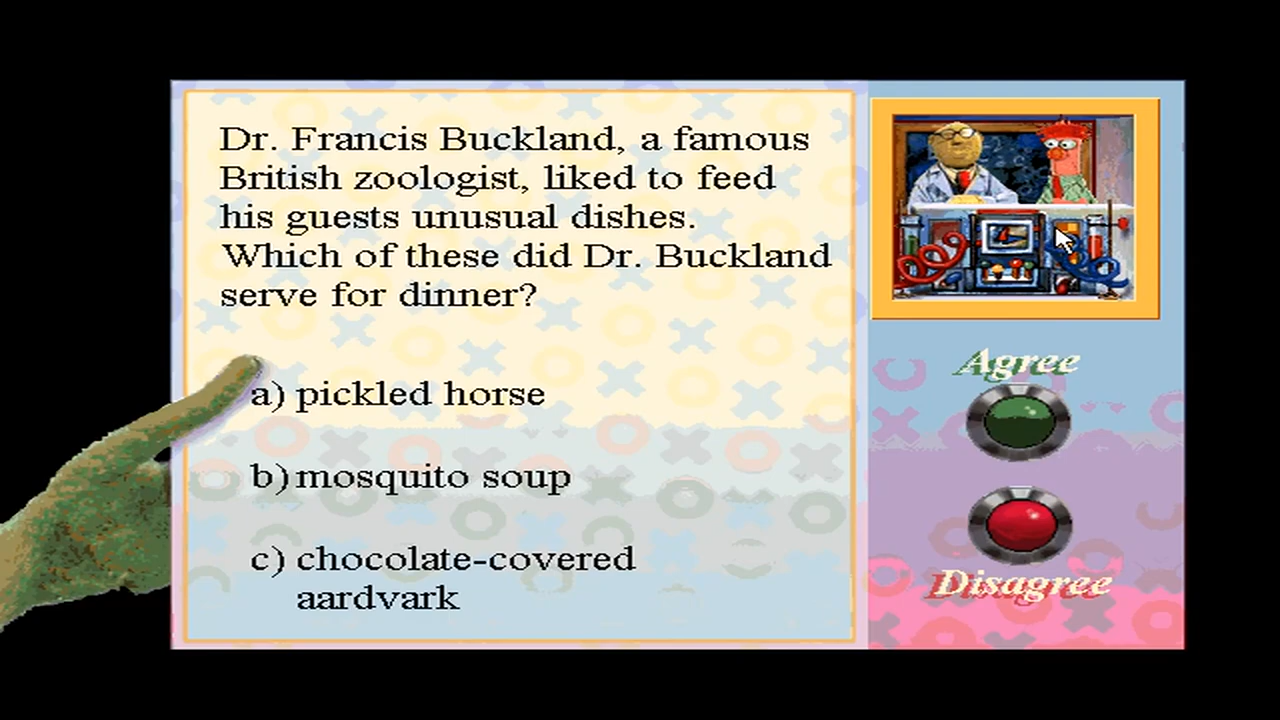 Dr. Francis Buckland, a famous
British zoologist, liked to feed
his guests unusual dishes.
Which of these did Dr. Buckland
serve for dinner?
a) pickled horse
b) mosquito soup
c) chocolate-covered
aardvark
Agree
Disagree